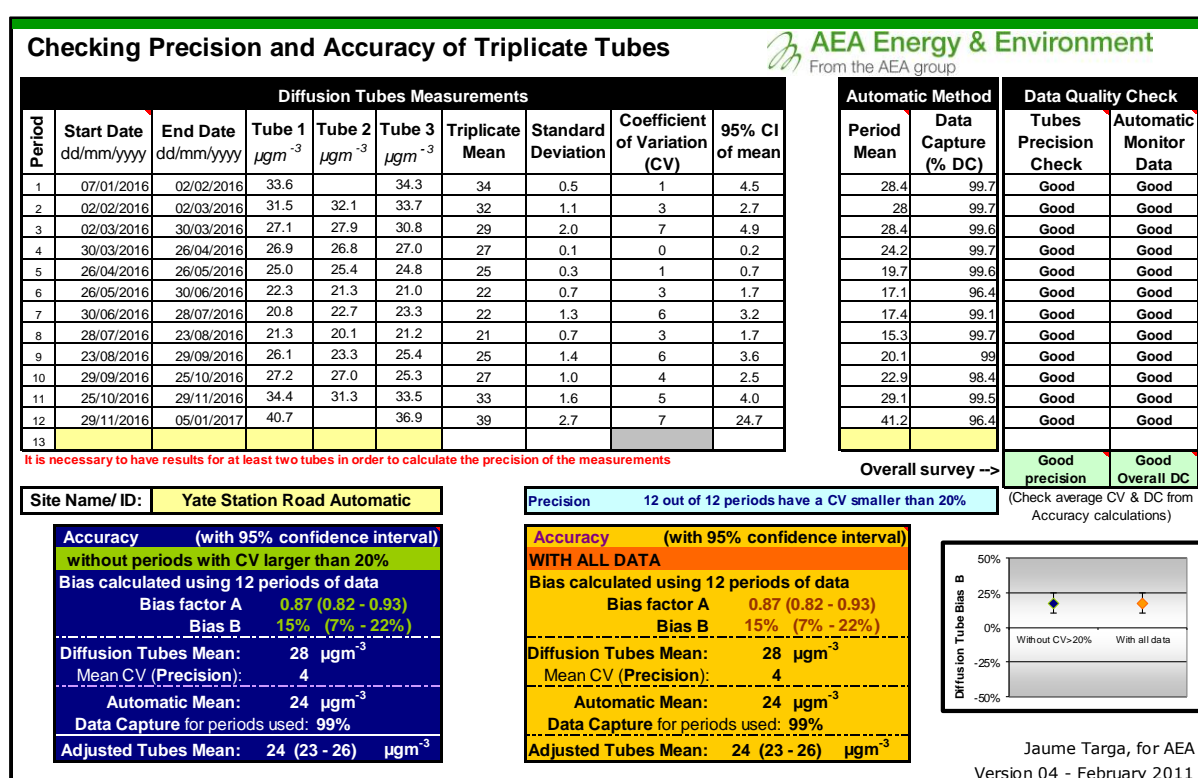 Checking Precision and Accuracy of Triplicate Tubes
AEA Energy & Environment
From the AEA group
Diffusion Tubes Measurements
Automatic Method
Data Quality Check
Period
Start Date dd/mm/yyyy
End Date dd/mm/yyyy
Tube 1 µgm-3
Tube 2 µgm-3
Tube 3 µgm-3
Triplicate Mean
Standard Deviation
Coefficient of Variation (CV)
95% CI of mean
Period Mean
Data Capture (% DC)
Tubes Precision Check
Automatic Monitor Data
1 07/01/2016 02/02/2016 33.6 34.3 34 0.5 1 4.5 28.4 99.7 Good Good
2 02/02/2016 02/03/2016 31.5 32.1 33.7 32 1.1 3 2.7 28 99.7 Good Good
3 02/03/2016 30/03/2016 27.1 27.9 30.8 29 2.0 7 4.9 28.4 99.6 Good Good
4 30/03/2016 26/04/2016 26.9 26.8 27.0 27 0.1 0 0.2 24.2 99.7 Good Good
5 26/04/2016 26/05/2016 25.0 25.4 24.8 25 0.3 1 0.7 19.7 99.6 Good Good
6 26/05/2016 30/06/2016 22.3 21.3 21.0 22 0.7 3 1.7 17.1 96.4 Good Good
7 30/06/2016 28/07/2016 20.8 22.7 23.3 22 1.3 6 3.2 17.4 99.1 Good Good
8 28/07/2016 23/08/2016 21.3 20.1 21.2 21 0.7 3 1.7 15.3 99.7 Good Good
9 23/08/2016 29/09/2016 26.1 23.3 25.4 25 1.4 6 3.6 20.1 99 Good Good
10 29/09/2016 25/10/2016 27.2 27.0 25.3 27 1.0 4 2.5 22.9 98.4 Good Good
11 25/10/2016 29/11/2016 34.4 31.3 33.5 33 1.6 5 4.0 29.1 99.5 Good Good
12 29/11/2016 05/01/2017 40.7 36.9 39 2.7 7 24.7 41.2 96.4 Good Good
13
It is necessary to have results for at least two tubes in order to calculate the precision of the measurements
Overall survey -->
Good precision
Good Overall DC
Site Name/ ID: Yate Station Road Automatic
Precision 12 out of 12 periods have a CV smaller than 20%
(Check average CV & DC from
Accuracy calculations)
Accuracy (with 95% confidence interval)
without periods with CV larger than 20%
Bias calculated using 12 periods of data
Bias factor A 0.87 (0.82 - 0.93)
Bias B 15% (7% - 22%)
Diffusion Tubes Mean: 28 µgm-3
Mean CV (Precision): 4
Automatic Mean: 24 µgm-3
Data Capture for periods used: 99%
Adjusted Tubes Mean: 24 (23 - 26) µgm-3
Accuracy (with 95% confidence interval)
WITH ALL DATA
Bias calculated using 12 periods of data
Bias factor A 0.87 (0.82 - 0.93)
Bias B 15% (7% - 22%)
Diffusion Tubes Mean: 28 µgm-3
Mean CV (Precision): 4
Automatic Mean: 24 µgm-3
Data Capture for periods used: 99%
Adjusted Tubes Mean: 24 (23 - 26) µgm-3
Diffusion Tube Bias B
50%
25%
0%
-25%
-50%
Without CV>20%
With all data
Jaume Targa, for AEA
Version 04 - February 2011